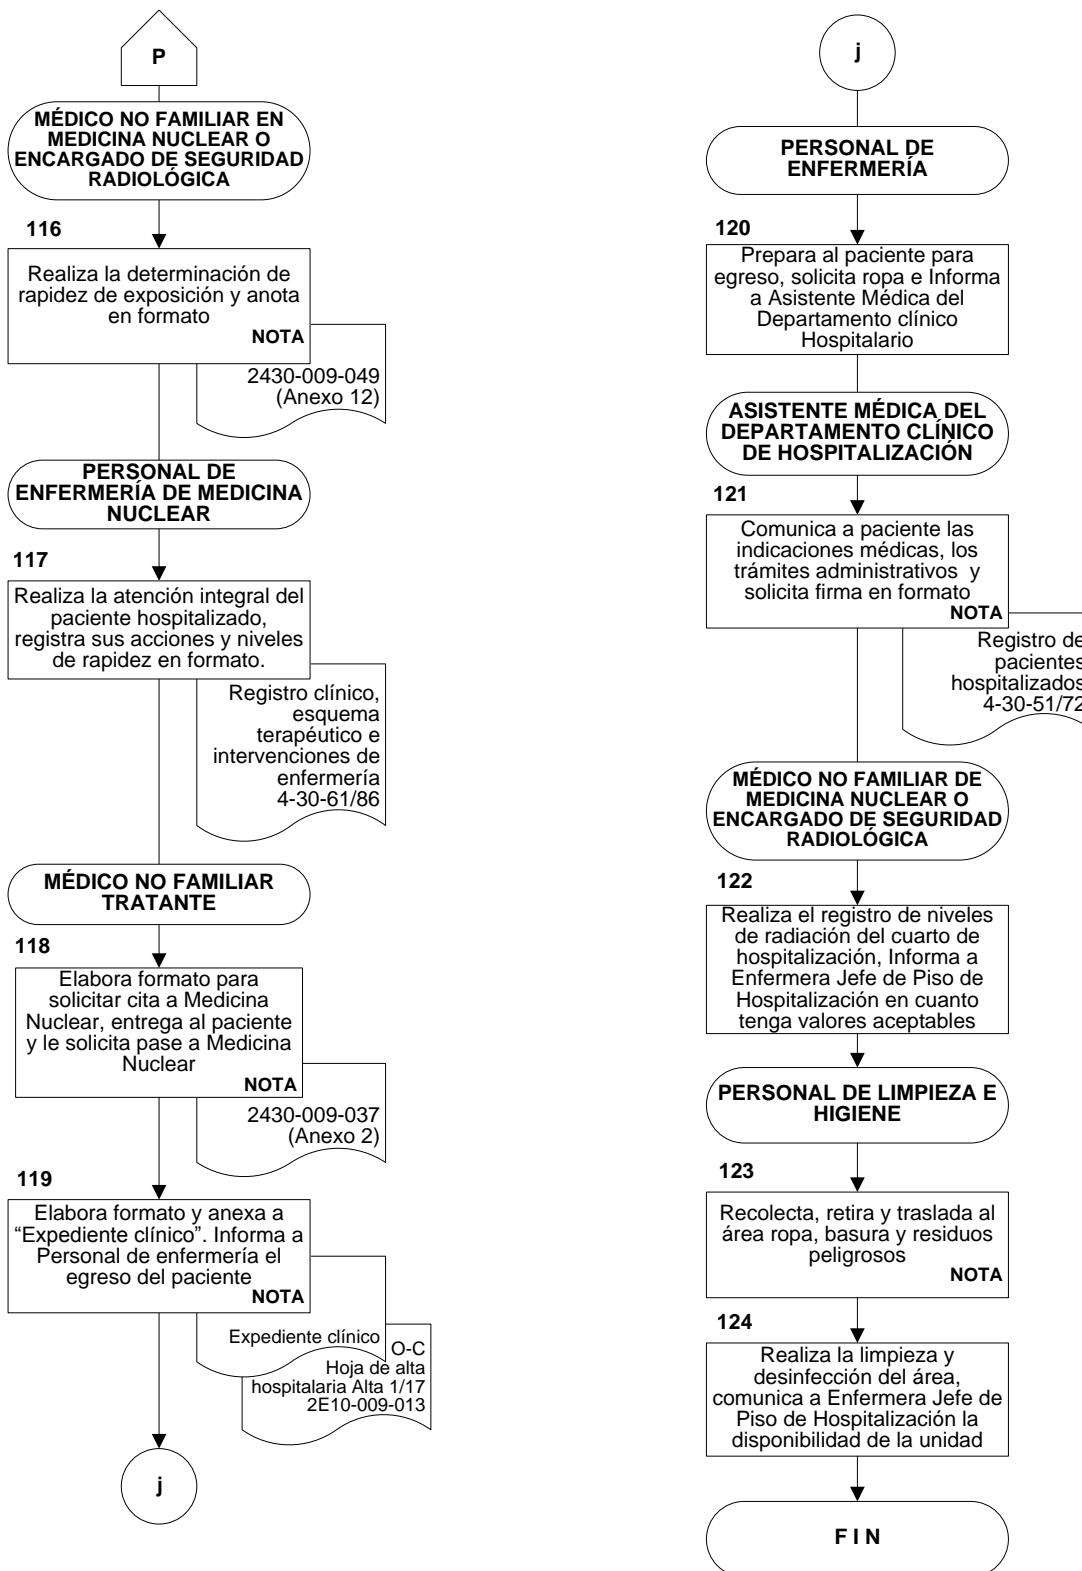 P
MÉDICO NO FAMILIAR EN
MEDICINA NUCLEAR O
ENCARGADO DE SEGURIDAD
RADIOLÓGICA
116
Realiza la determinación de
rapidez de exposición y anota
en formato
NOTA
2430-009-049
(Anexo 12)
PERSONAL DE
ENFERMERÍA DE MEDICINA
NUCLEAR
117
Realiza la atención integral del
paciente hospitalizado,
registra sus acciones y niveles
de rapidez en formato.
Registro clínico,
esquema
terapéutico e
intervenciones de
enfermería
4-30-61/86
MÉDICO NO FAMILIAR
TRATANTE
118
Elabora formato para
solicitar cita a Medicina
Nuclear, entrega al paciente
y le solicita pase a Medicina
Nuclear
NOTA
2430-009-037
(Anexo 2)
119
Elabora formato y anexa a
“Expediente clínico”. Informa a
Personal de enfermería el
egreso del paciente
NOTA
Expediente clínico
O-C
Hoja de alta
hospitalaria Alta 1/17
2E10-009-013
j
j
PERSONAL DE
ENFERMERÍA
120
Prepara al paciente para
egreso, solicita ropa e Informa
a Asistente Médica del
Departamento clínico
Hospitalario
ASISTENTE MÉDICA DEL
DEPARTAMENTO CLÍNICO
DE HOSPITALIZACIÓN
121
Comunica a paciente las
indicaciones médicas, los
trámites administrativos y
solicita firma en formato
NOTA
Registro de
pacientes
hospitalizados
4-30-51/72
MÉDICO NO FAMILIAR DE
MEDICINA NUCLEAR O
ENCARGADO DE SEGURIDAD
RADIOLÓGICA
122
Realiza el registro de niveles
de radiación del cuarto de
hospitalización, Informa a
Enfermera Jefe de Piso de
Hospitalización en cuanto
tenga valores aceptables
PERSONAL DE LIMPIEZA E
HIGIENE
123
Recolecta, retira y traslada al
área ropa, basura y residuos
peligrosos
NOTA
124
Realiza la limpieza y
desinfección del área,
comunica a Enfermera Jefe de
Piso de Hospitalización la
disponibilidad de la unidad
F I N